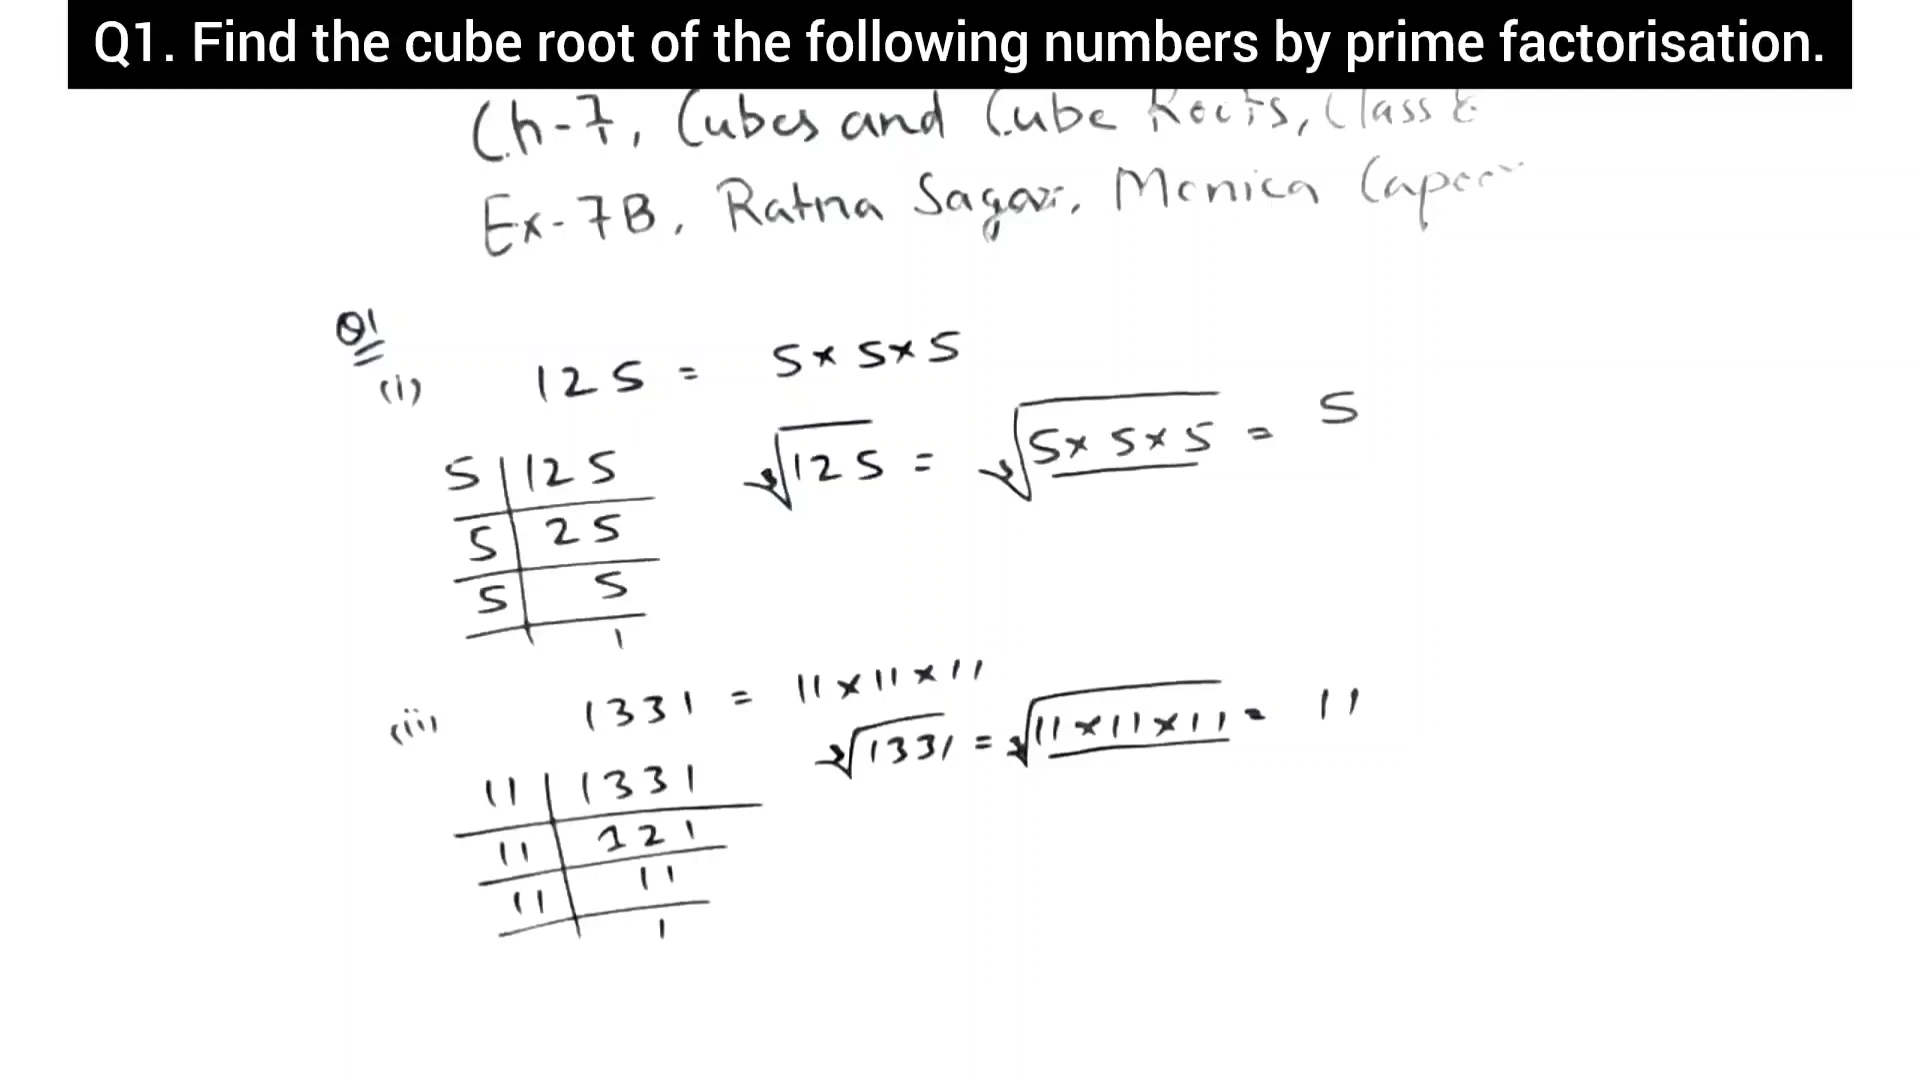 Q1. Find the cube root of the following numbers by prime factorisation.
Ch-7, Cubes and Cube Roots, Class 8
Ex-7B, Ratna Sagar, Monica Capoor
Q1
(i) 125 = 5×5×5
∛125 = ∛5×5×5 = 5
5 | 125
5 | 25
5 | 5
1
(ii) 1331 = 11×11×11
∛1331 = ∛11×11×11 = 11
11 | 1331
11 | 121
11 | 11
1